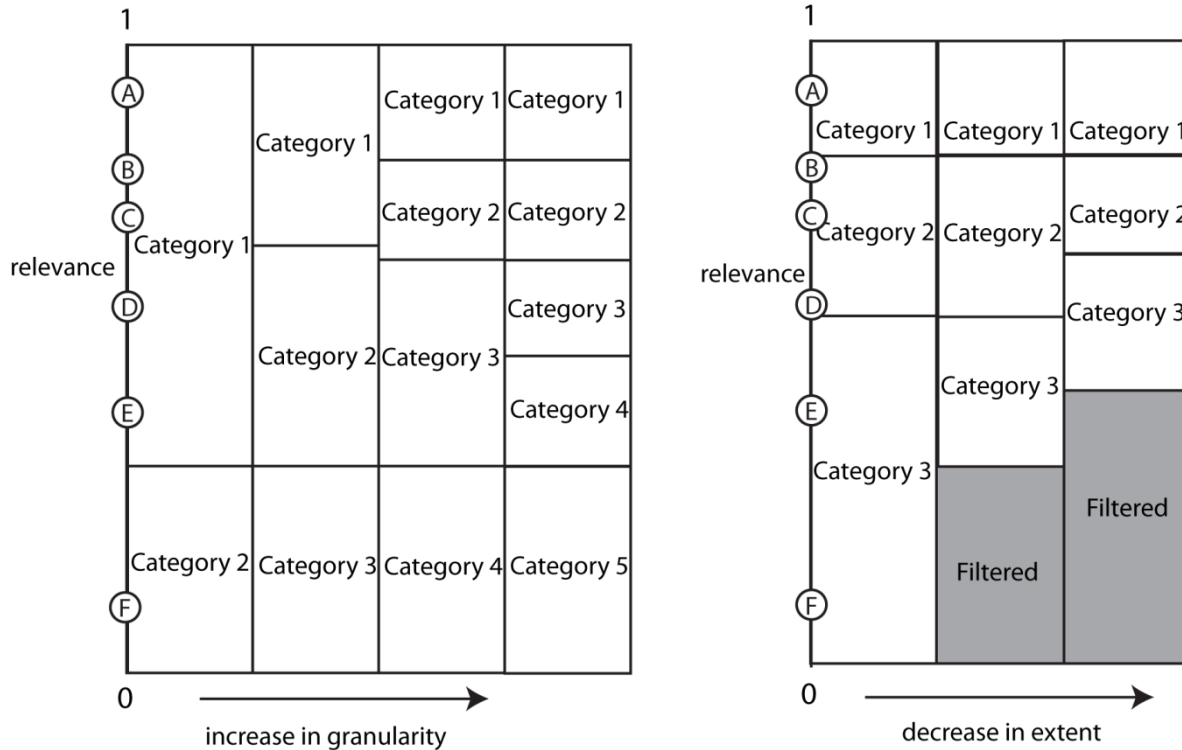 1
A
B
C
D
E
F
relevance
Category 1
Category 2
Category 1
Category 2
Category 3
Category 1
Category 2
Category 3
Category 4
Category 1
Category 2
Category 3
Category 4
Category 5
0
increase in granularity
1
A
B
C
D
E
F
relevance
Category 1
Category 2
Category 3
Category 1
Category 2
Category 3
Filtered
Category 1
Category 2
Category 3
Filtered
0
decrease in extent